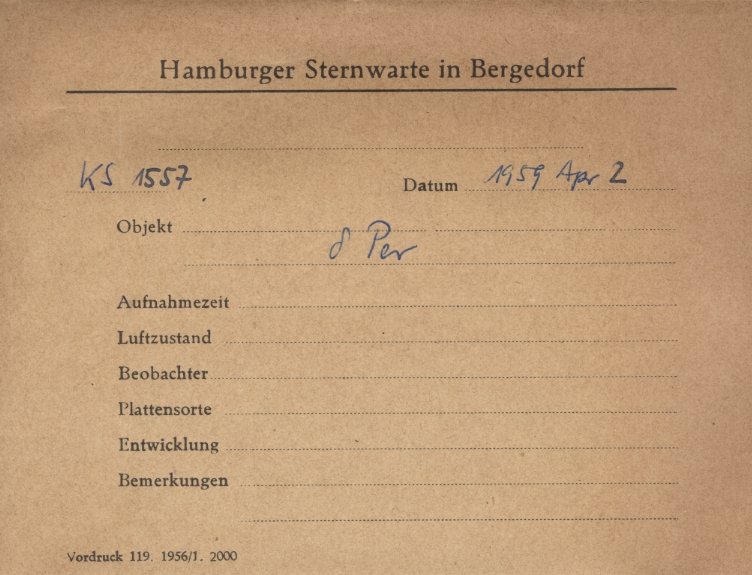 Hamburger Sternwarte in Bergedorf
KS 1557 Datum 1959 Apr 2
Objekt
δ Per
Aufnahmezeit
Luftzustand
Beobachter
Plattensorte
Entwicklung
Bemerkungen
Vordruck 119. 1956/1. 2000